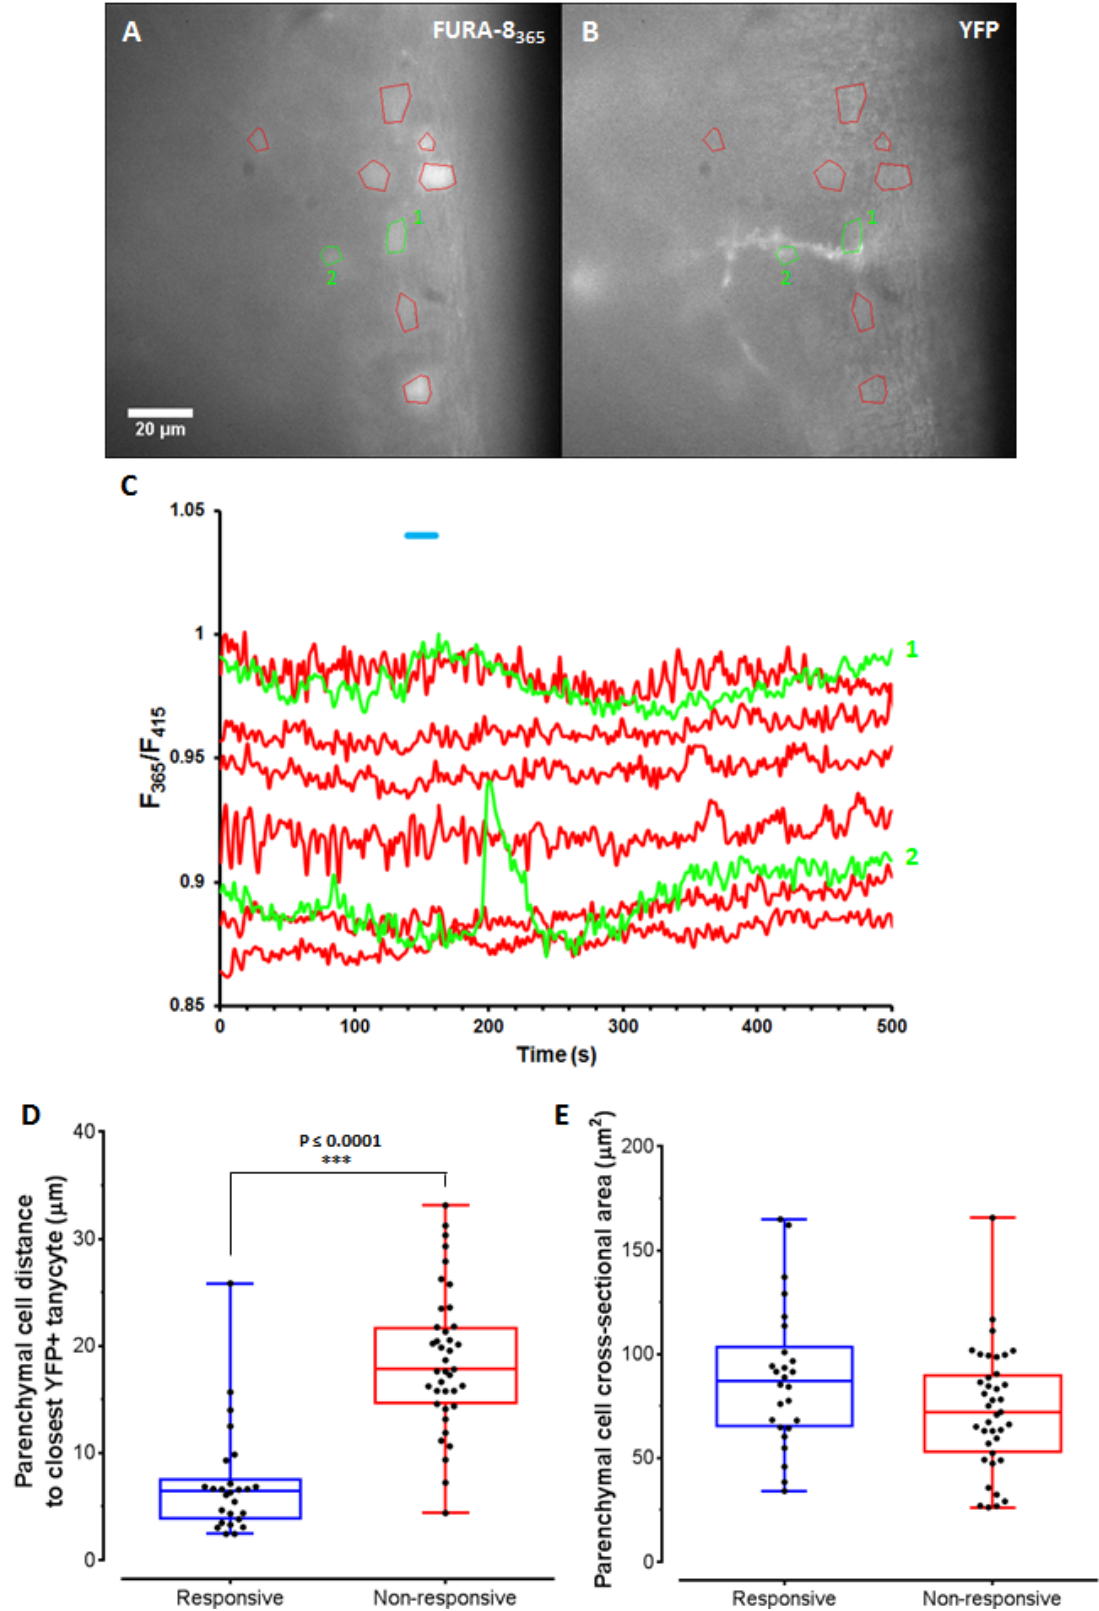 A
FURA-8365
B
YFP
1
2
1
2
20 µm
C
1.05
1
0.95
0.9
0.85
F365/F415
1
2
0
100
200
300
400
500
Time (s)
D
P ≤ 0.0001
***
Parenchymal cell distance
to closest YFP+ tanycyte (µm)
40
30
20
10
0
Responsive
Non-responsive
E
Parenchymal cell cross-sectional area (µm²)
200
150
100
50
0
Responsive
Non-responsive